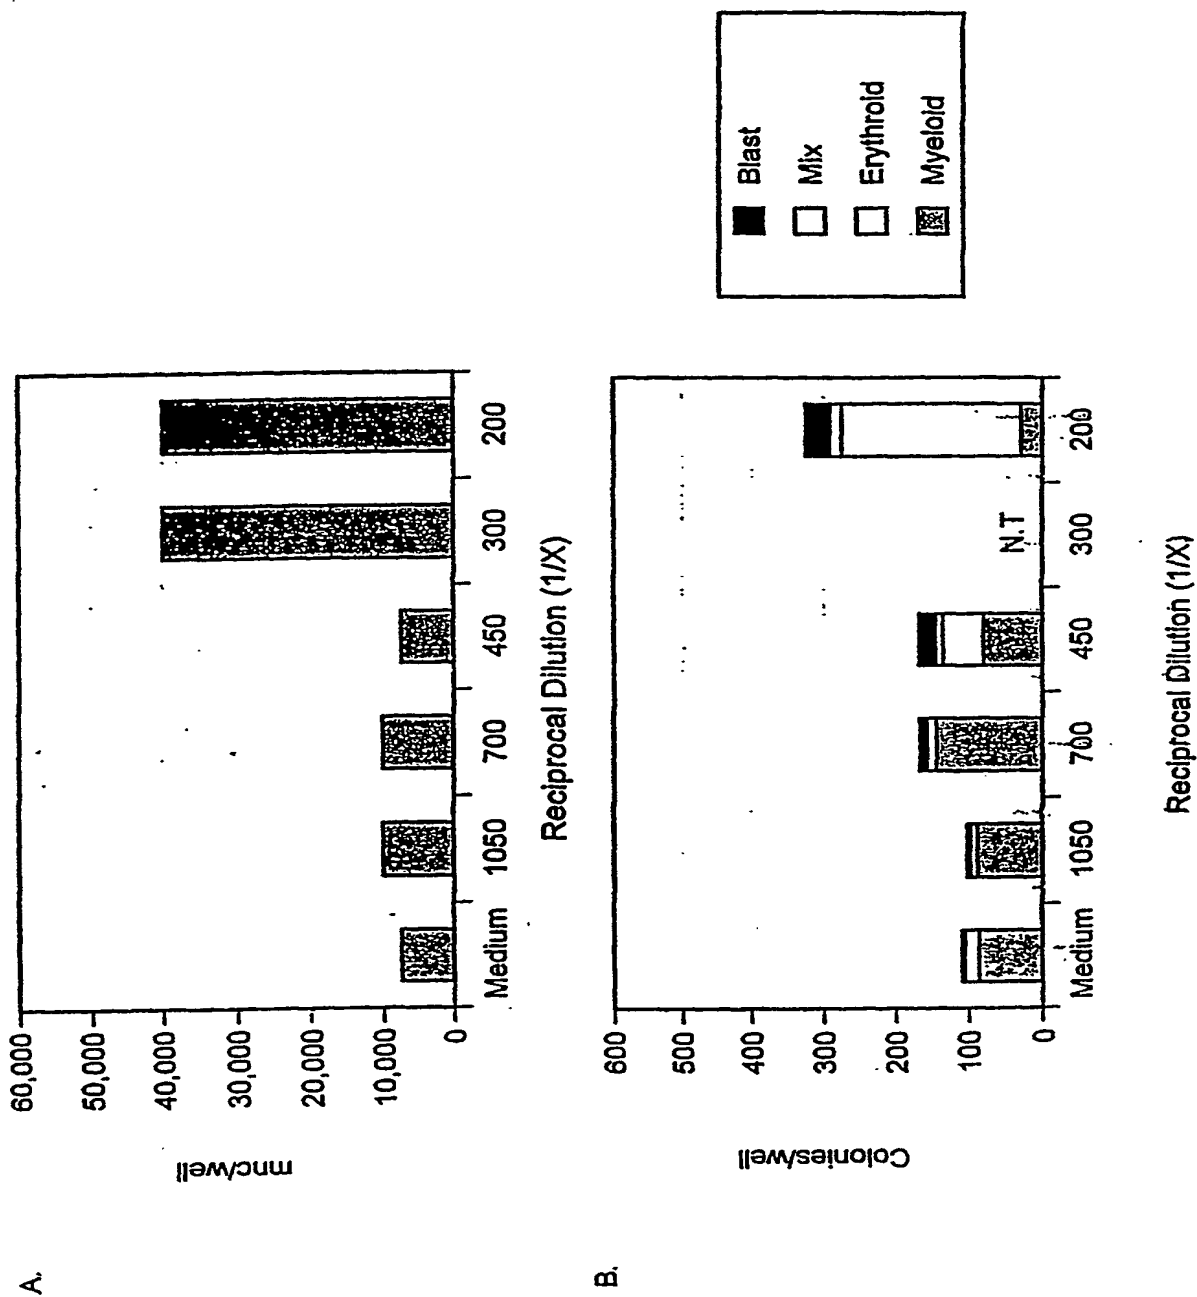 A.
mnc/well
60,000
50,000
40,000
30,000
20,000
10,000
0
Medium 1050 700 450 300 200
Reciprocal Dilution (1/X)
B.
Colonies/well
600
500
400
300
200
100
0
N.T
Medium 1050 700 450 300 200
Reciprocal Dilution (1/X)
Blast
Mix
Erythroid
Myeloid